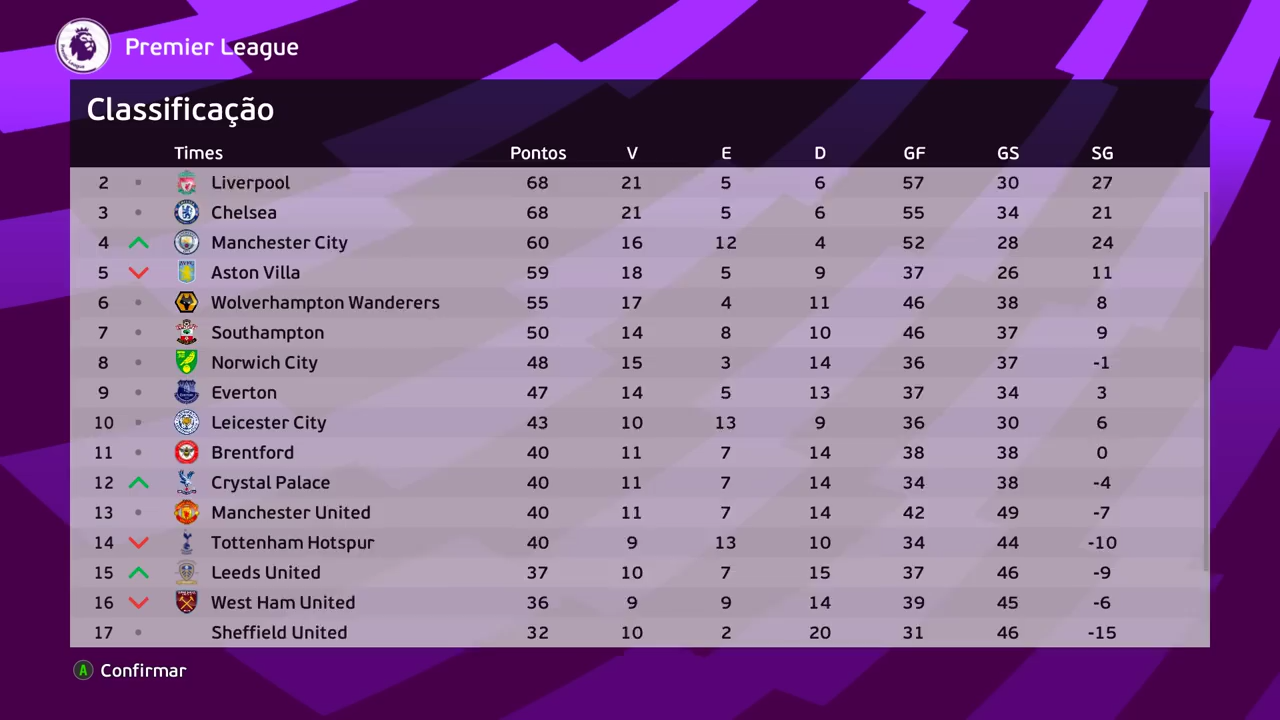 Premier League
Classificação
Times Pontos V E D GF GS SG
2 Liverpool 68 21 5 6 57 30 27
3 Chelsea 68 21 5 6 55 34 21
4 Manchester City 60 16 12 4 52 28 24
5 Aston Villa 59 18 5 9 37 26 11
6 Wolverhampton Wanderers 55 17 4 11 46 38 8
7 Southampton 50 14 8 10 46 37 9
8 Norwich City 48 15 3 14 36 37 -1
9 Everton 47 14 5 13 37 34 3
10 Leicester City 43 10 13 9 36 30 6
11 Brentford 40 11 7 14 38 38 0
12 Crystal Palace 40 11 7 14 34 38 -4
13 Manchester United 40 11 7 14 42 49 -7
14 Tottenham Hotspur 40 9 13 10 34 44 -10
15 Leeds United 37 10 7 15 37 46 -9
16 West Ham United 36 9 9 14 39 45 -6
17 Sheffield United 32 10 2 20 31 46 -15
A Confirmar